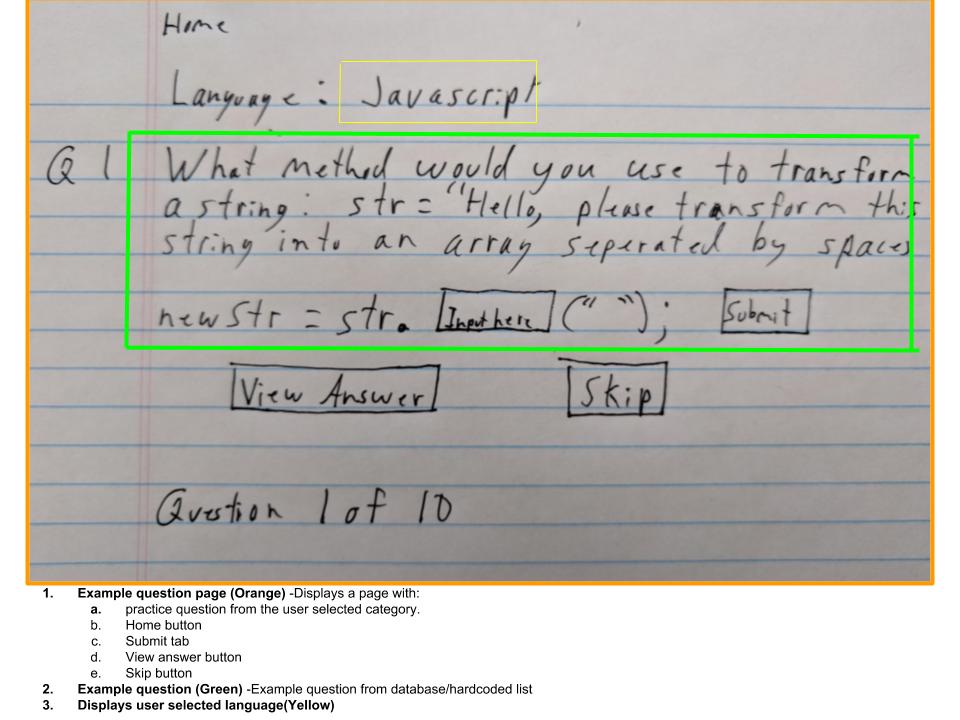 Home
Language: Javascript
Q1 What method would you use to transform
a string: str = "Hello, please transform this
string into an array seperated by spaces
newStr = str. Input here (" "); Submit
View Answer Skip
Question 1 of 10
1. Example question page (Orange) -Displays a page with:
a. practice question from the user selected category.
b. Home button
c. Submit tab
d. View answer button
e. Skip button
2. Example question (Green) -Example question from database/hardcoded list
3. Displays user selected language(Yellow)